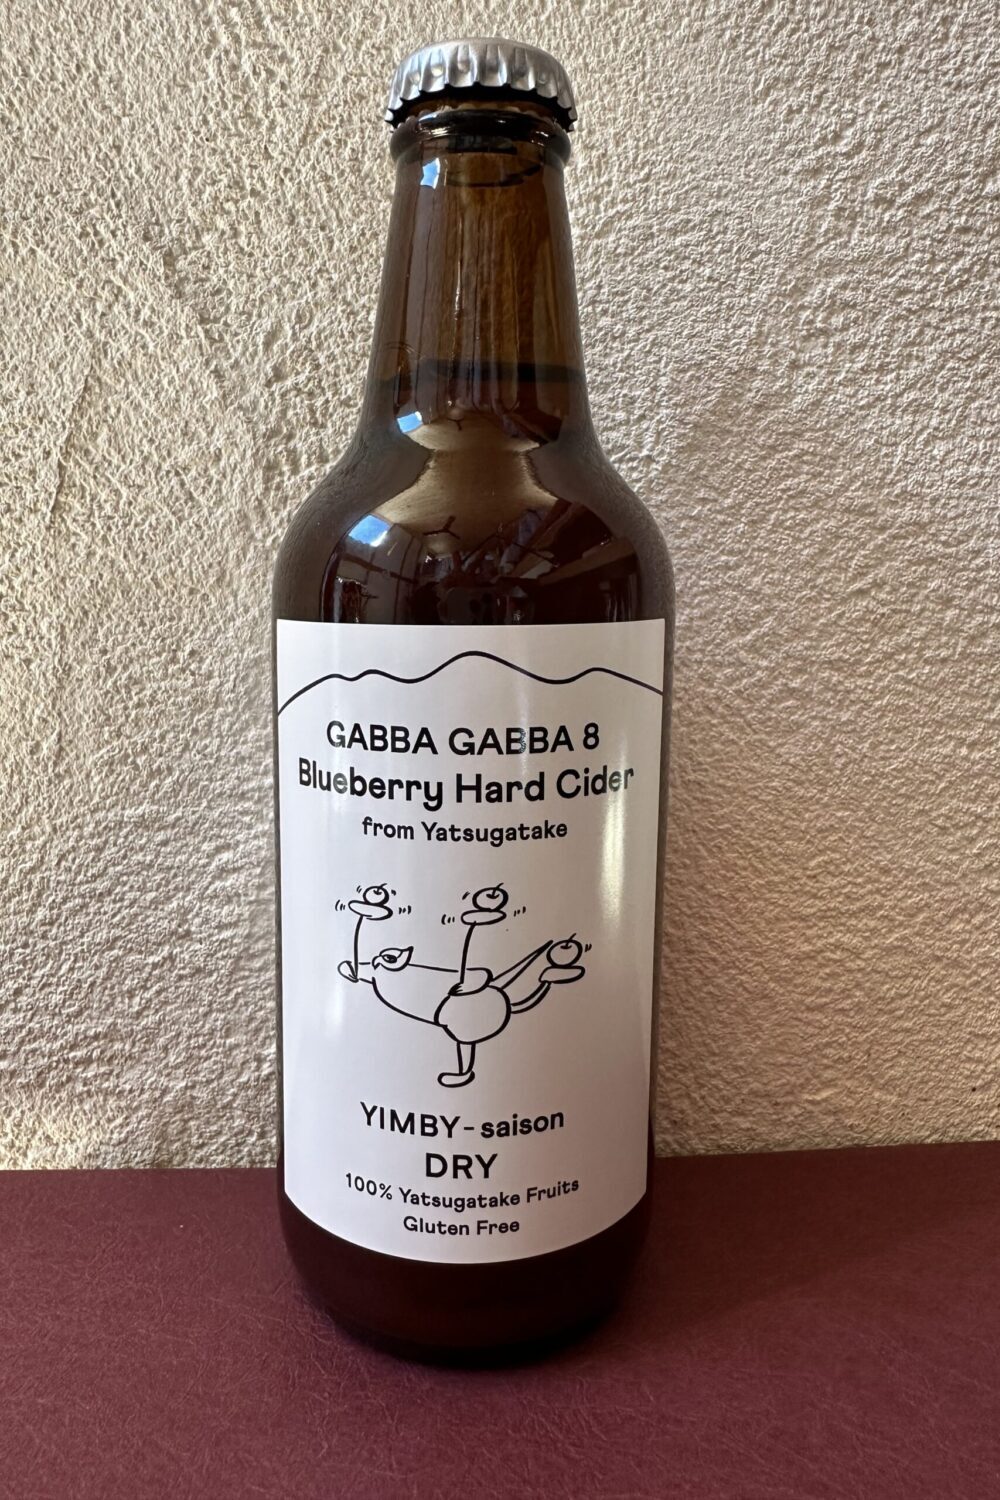 GABBA GABBA 8
Blueberry Hard Cider
from Yatsugatake
YIMBY-saison
DRY
100% Yatsugatake Fruits
Gluten Free